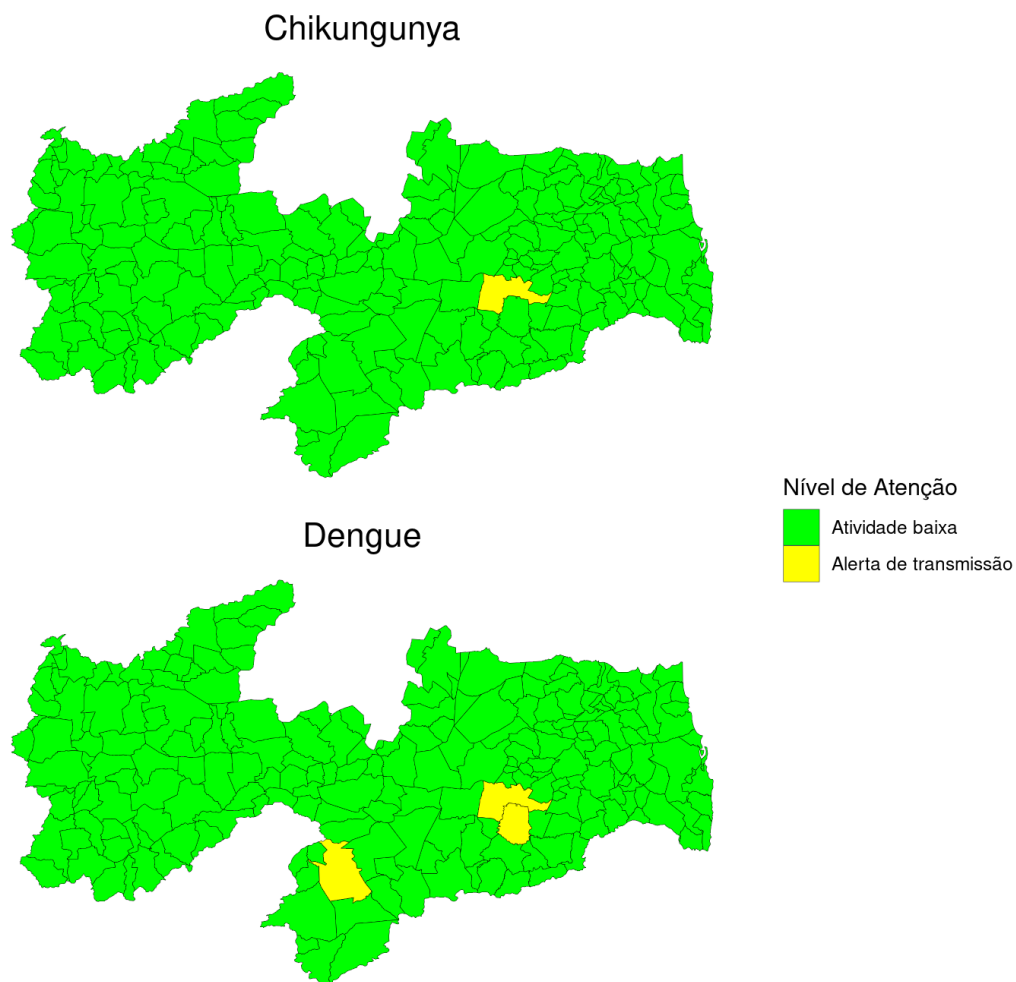 Chikungunya
Dengue
Nível de Atenção
Atividade baixa
Alerta de transmissão